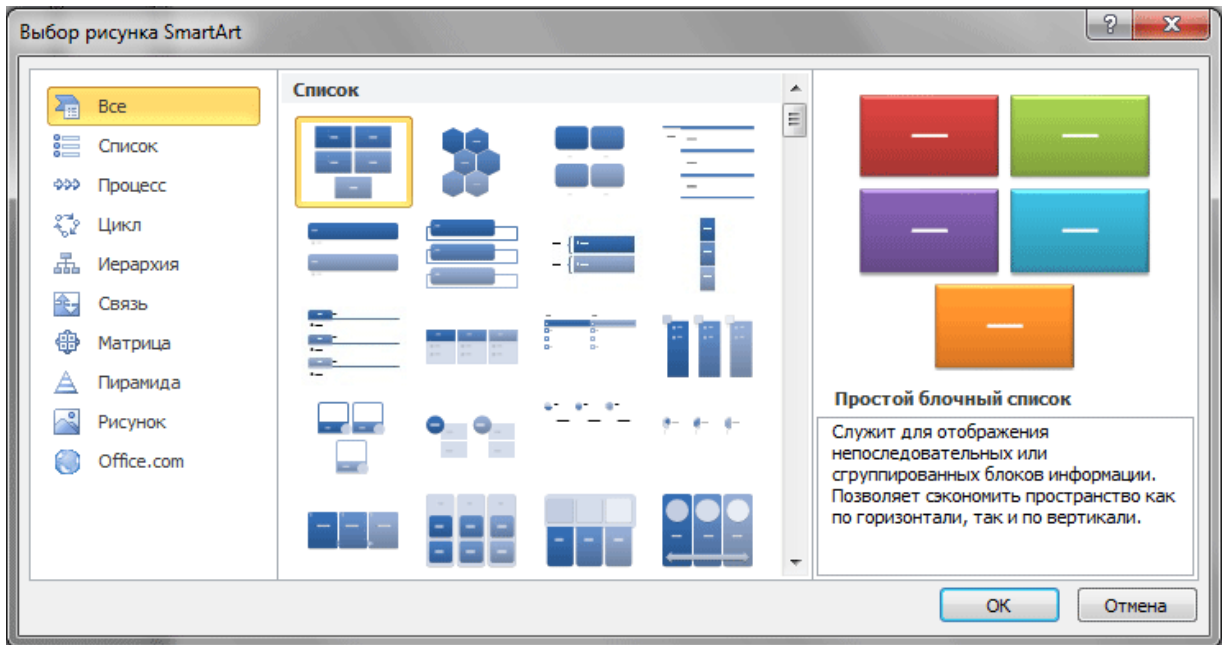 Выбор рисунка SmartArt
Все
Список
Процесс
Цикл
Иерархия
Связь
Матрица
Пирамида
Рисунок
Office.com
Список
Простой блочный список
Служит для отображения
непоследовательных или
сгруппированных блоков информации.
Позволяет сэкономить пространство как
по горизонтали, так и по вертикали.
ОК
Отмена